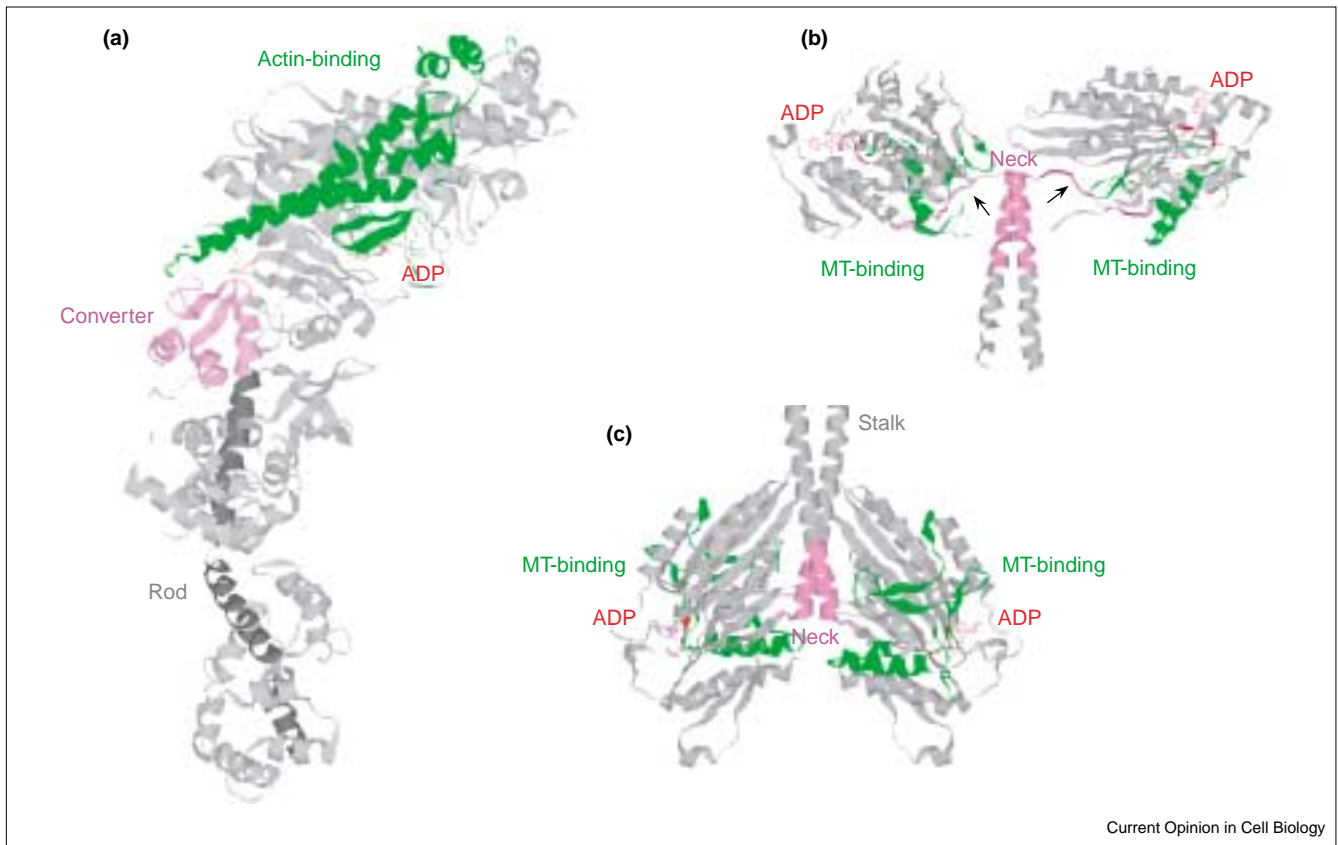 (a)
Actin-binding
ADP
Converter
Rod
(b)
ADP
ADP
Neck
MT-binding
MT-binding
(c)
Stalk
MT-binding
MT-binding
ADP
ADP
Neck
Current Opinion in Cell Biology